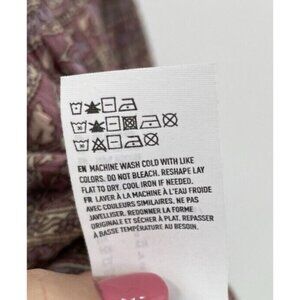 EN MACHINE WASH COLD WITH LIKE
COLORS. DO NOT BLEACH. RESHAPE LAY
FLAT TO DRY. COOL IRON IF NEEDED.
FR LAVER À LA MACHINE À L'EAU FROIDE
AVEC COULEURS SIMILAIRES. NE PAS
JAVELLISER. REDONNER LA FORME
ORIGINALE ET SÉCHER À PLAT. REPASSER
À BASSE TEMPÉRATURE AU BESOIN.